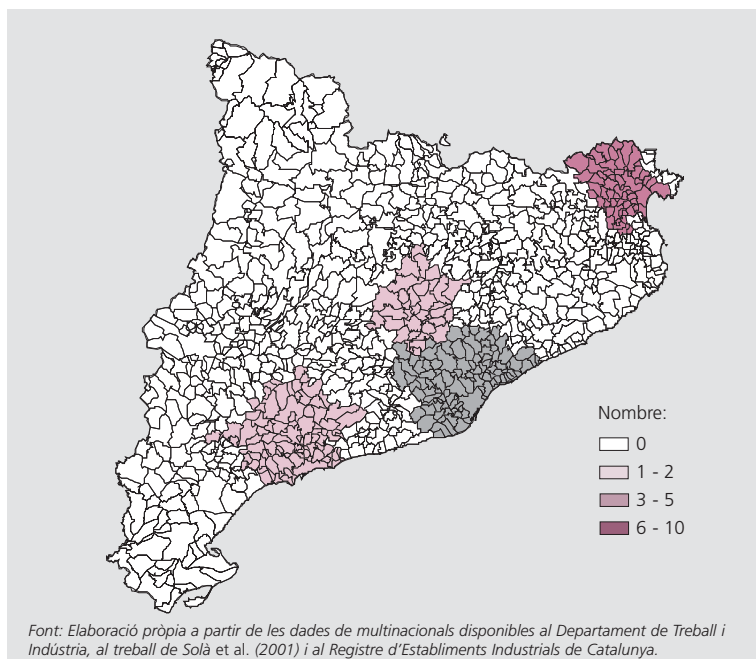 Nombre:
0
1 - 2
3 - 5
6 - 10
Font: Elaboració pròpia a partir de les dades de multinacionals disponibles al Departament de Treball i
Indústria, al treball de Solà et al. (2001) i al Registre d’Establiments Industrials de Catalunya.